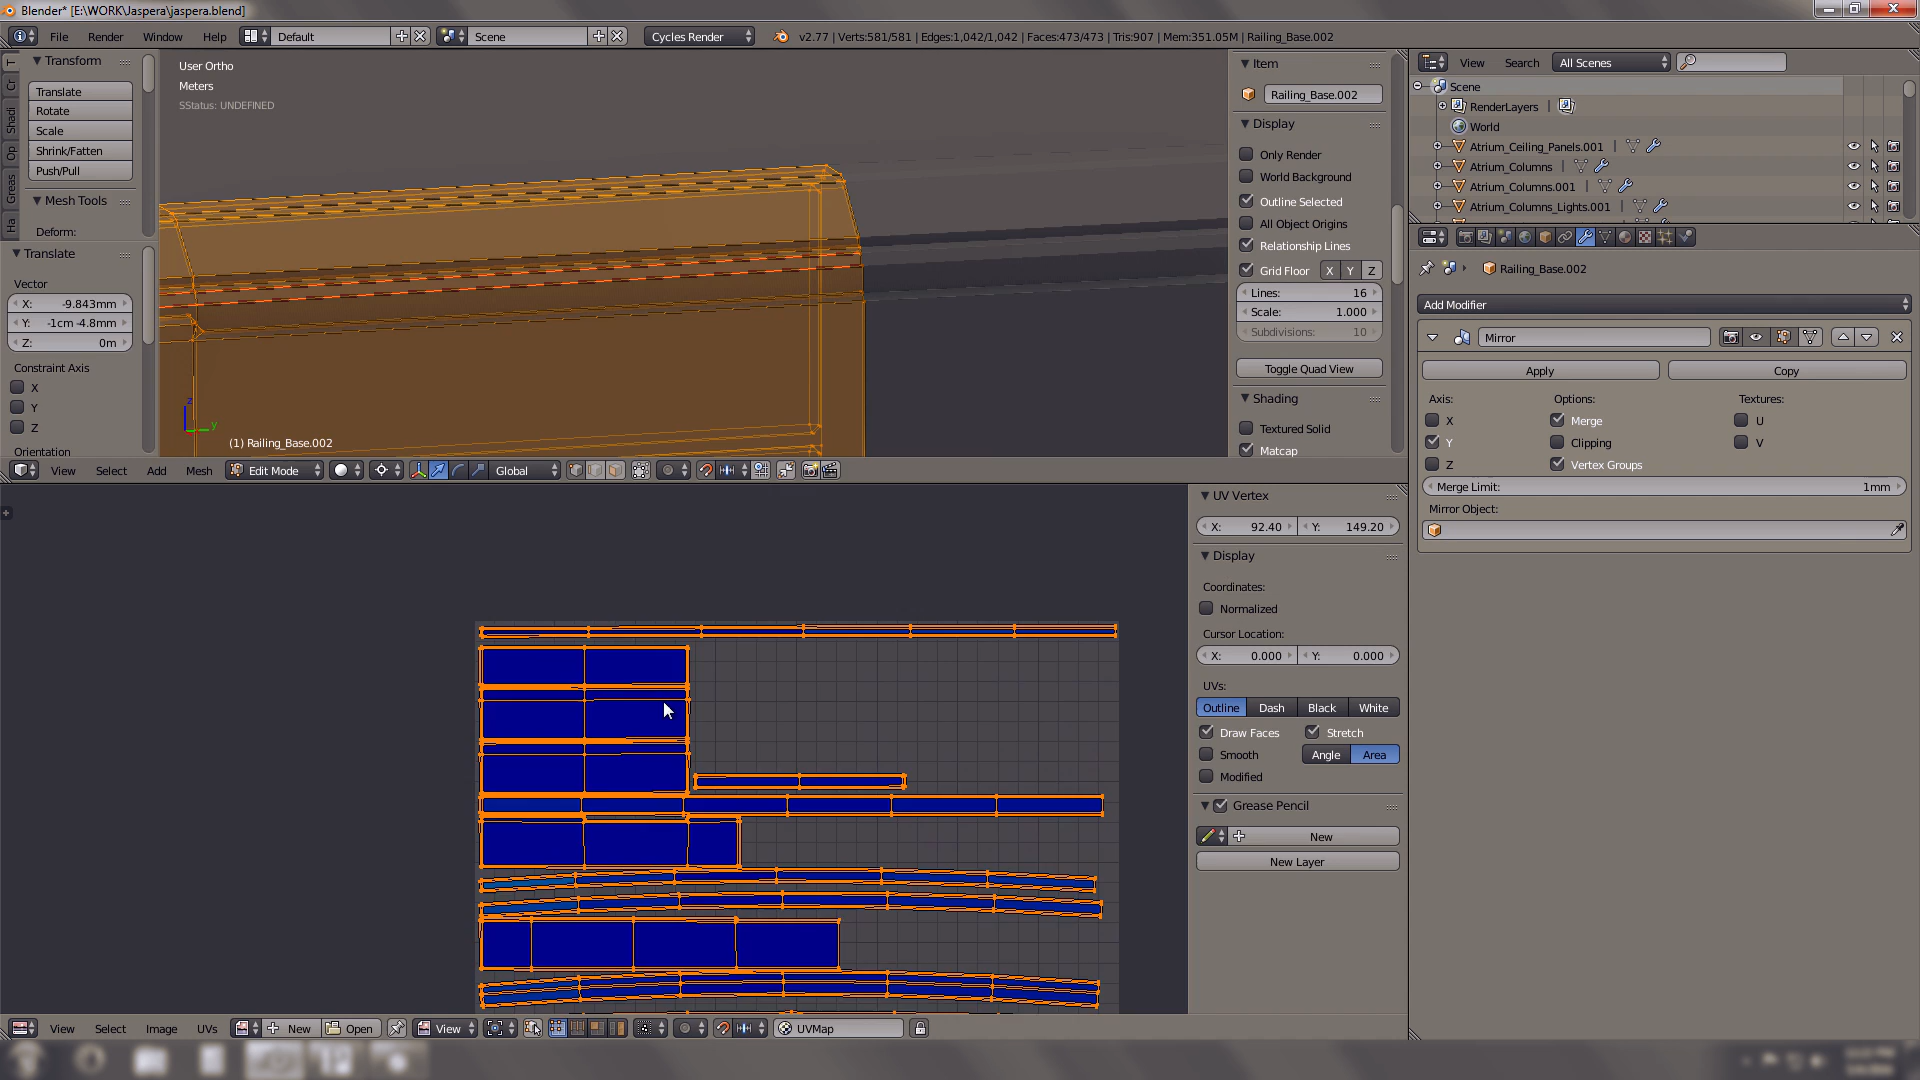 Blender* [E:\WORK\Jaspera\jaspera.blend]
File Render Window Help Default Scene Cycles Render v2.77 | Verts:581/581 | Edges:1,042/1,042 | Faces:473/473 | Tris:907 | Mem:351.05M | Railing_Base.002
Transform
Translate
Rotate
Scale
Shrink/Fatten
Push/Pull
Mesh Tools
Deform:
T
Cr
Shadi
Op
Greas
Ha
Translate
Vector
X: -9.843mm
Y: -1cm -4.8mm
Z: 0m
Constraint Axis
X
Y
Z
Orientation
User Ortho
Meters
SStatus: UNDEFINED
z
y
(1) Railing_Base.002
View Select Add Mesh Edit Mode Global
Item
Railing_Base.002
Display
Only Render
World Background
Outline Selected
All Object Origins
Relationship Lines
Grid Floor X Y Z
Lines: 16
Scale: 1.000
Subdivisions: 10
Toggle Quad View
Shading
Textured Solid
Matcap
UV Vertex
X: 92.40 Y: 149.20
Display
Coordinates:
Normalized
Cursor Location:
X: 0.000 Y: 0.000
UVs:
Outline Dash Black White
Draw Faces Stretch
Smooth Angle Area
Modified
Grease Pencil
New
New Layer
View Select Image UVs New Open View UVMap
View Search All Scenes
Scene
RenderLayers |
World
Atrium_Ceiling_Panels.001 |
Atrium_Columns |
Atrium_Columns.001 |
Atrium_Columns_Lights.001 |
Railing_Base.002
Add Modifier
Mirror
Apply Copy
Axis: Options: Textures:
X Merge U
Y Clipping V
Z Vertex Groups
Merge Limit: 1mm
Mirror Object: